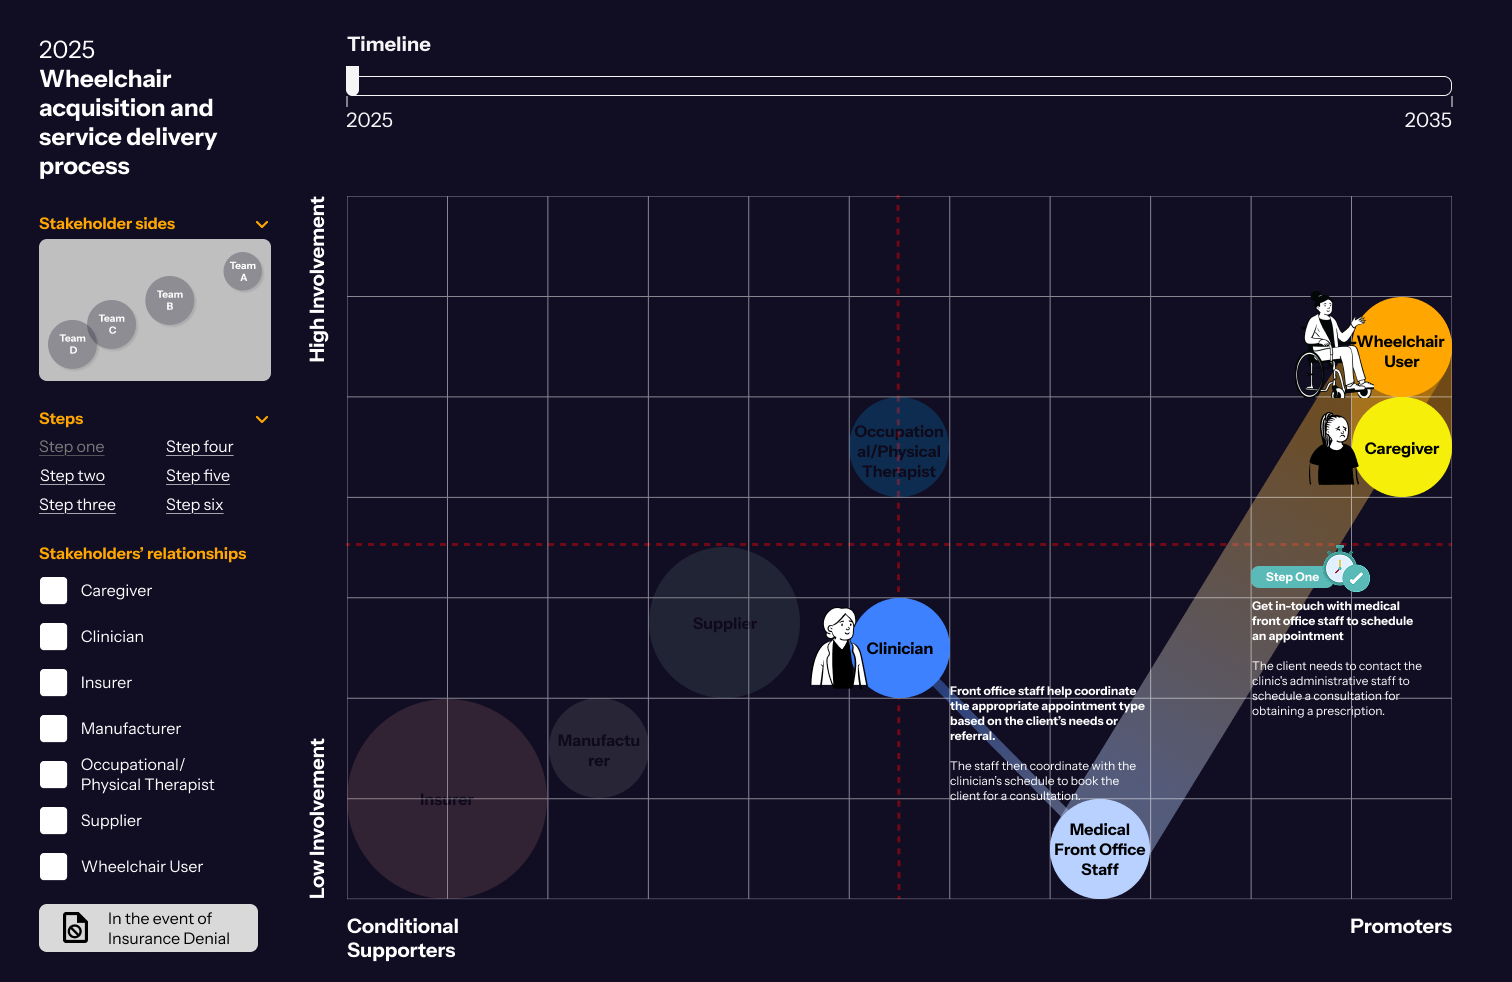 2025
Wheelchair
acquisition and
service delivery
process
Stakeholder sides
Team
A
Team
B
Team
C
Team
D
Steps
Step one
Step four
Step two
Step five
Step three
Step six
Stakeholders’ relationships
Caregiver
Clinician
Insurer
Manufacturer
Occupational/
Physical Therapist
Supplier
Wheelchair User
In the event of
Insurance Denial
Timeline
2025
2035
High Involvement
Low Involvement
Wheelchair
User
Caregiver
Occupation
al/Physical
Therapist
Supplier
Clinician
Manufactu
rer
Insurer
Step One
Get in-touch with medical
front office staff to schedule
an appointment
The client needs to contact the
clinic's administrative staff to
schedule a consultation for
obtaining a prescription.
Front office staff help coordinate
the appropriate appointment type
based on the client’s needs or
referral.
The staff then coordinate with the
clinician’s schedule to book the
client for a consultation.
Medical
Front Office
Staff
Conditional
Supporters
Promoters